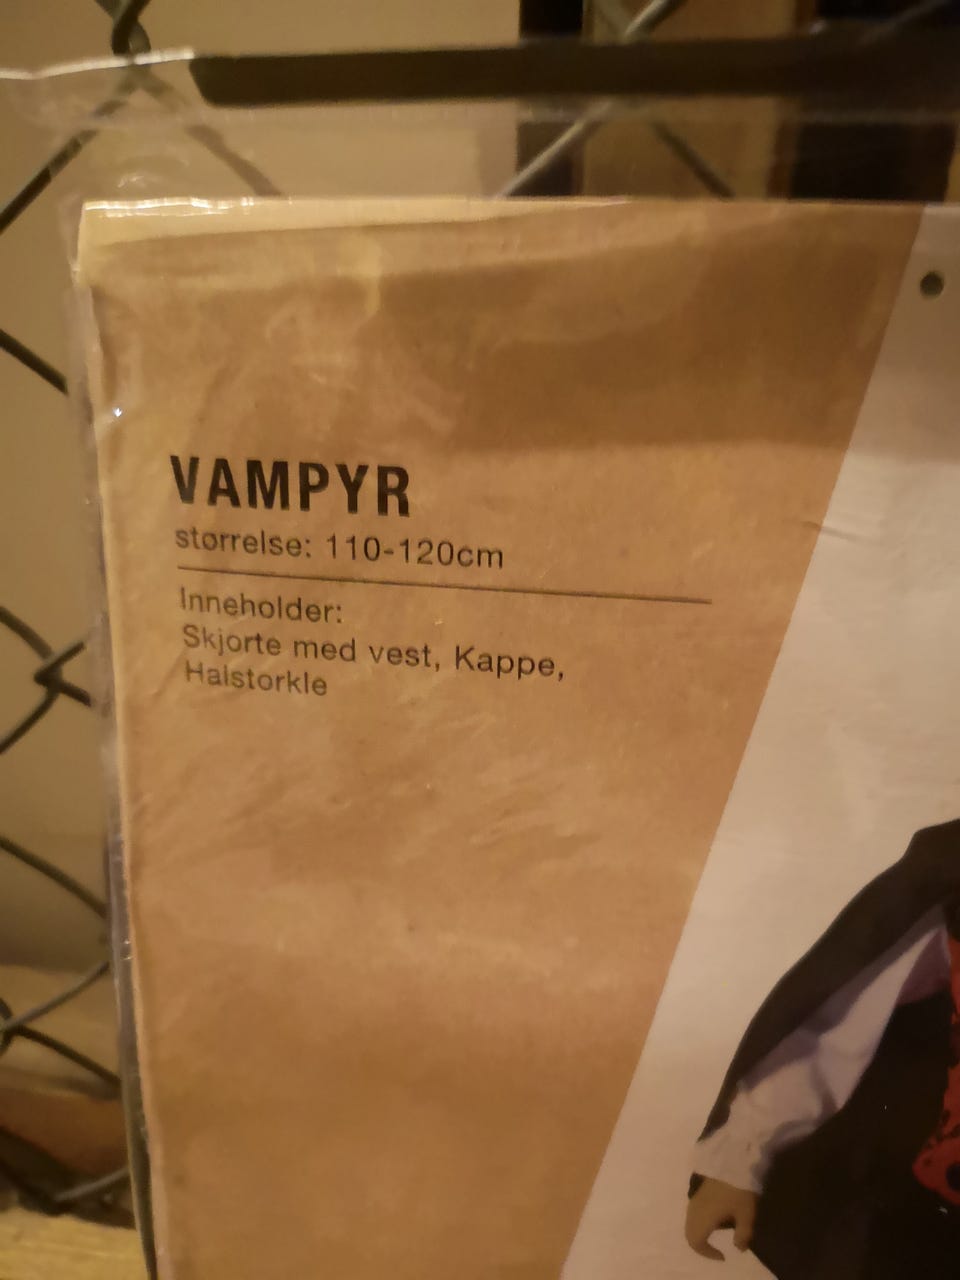 VAMPYR
størrelse: 110-120cm
Inneholder:
Skjorte med vest, Kappe,
Halstorkle